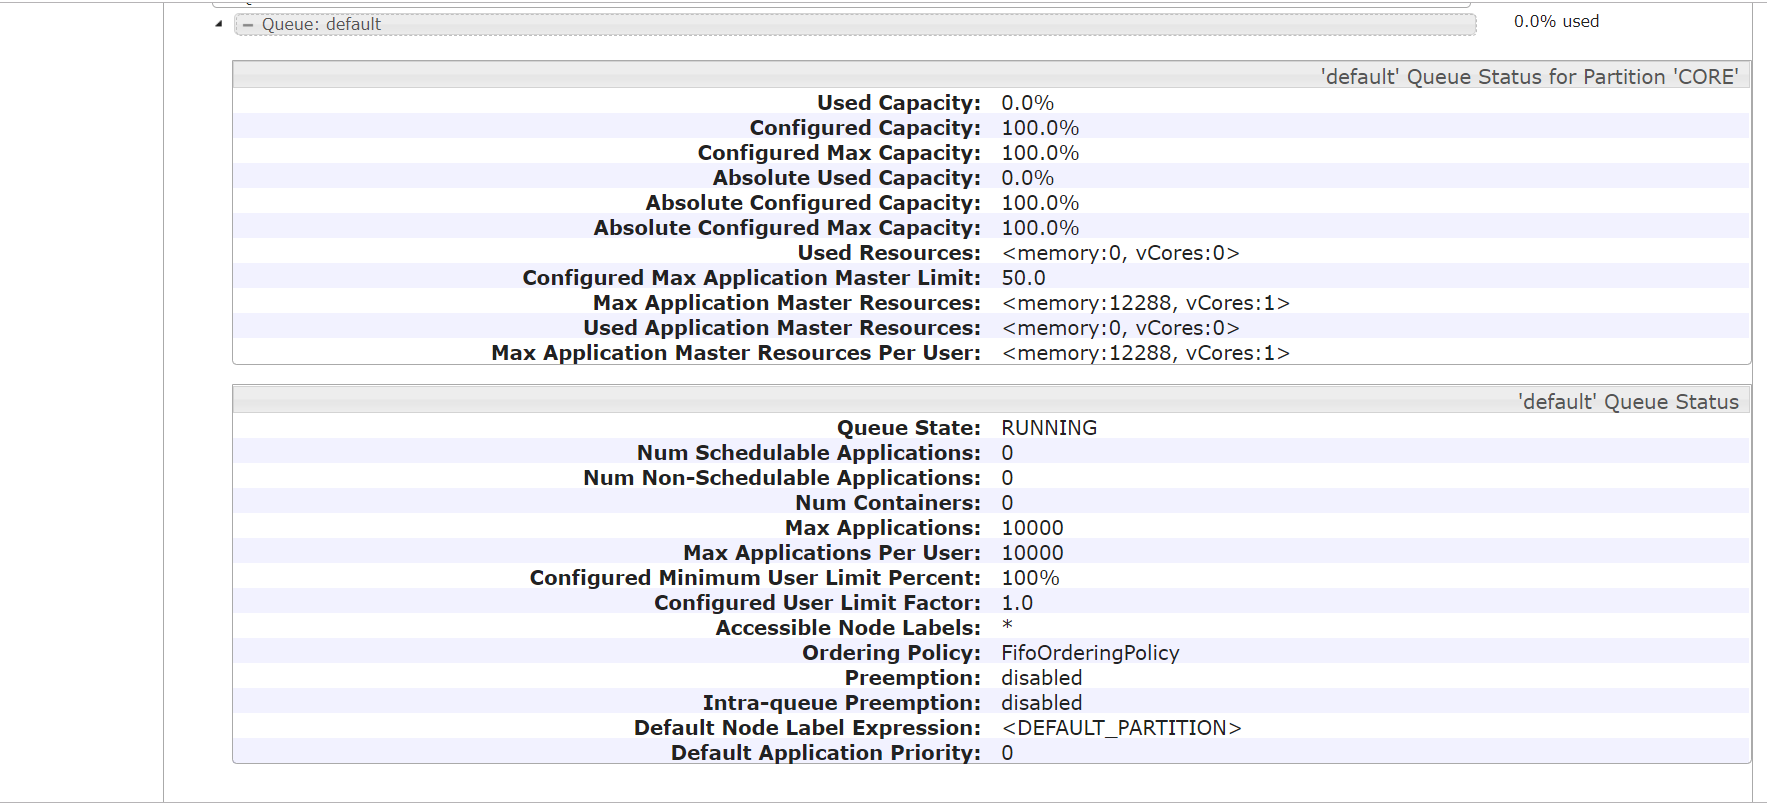 Queue: default 0.0% used
'default' Queue Status for Partition 'CORE'
Used Capacity: 0.0%
Configured Capacity: 100.0%
Configured Max Capacity: 100.0%
Absolute Used Capacity: 0.0%
Absolute Configured Capacity: 100.0%
Absolute Configured Max Capacity: 100.0%
Used Resources: <memory:0, vCores:0>
Configured Max Application Master Limit: 50.0
Max Application Master Resources: <memory:12288, vCores:1>
Used Application Master Resources: <memory:0, vCores:0>
Max Application Master Resources Per User: <memory:12288, vCores:1>
'default' Queue Status
Queue State: RUNNING
Num Schedulable Applications: 0
Num Non-Schedulable Applications: 0
Num Containers: 0
Max Applications: 10000
Max Applications Per User: 10000
Configured Minimum User Limit Percent: 100%
Configured User Limit Factor: 1.0
Accessible Node Labels: *
Ordering Policy: FifoOrderingPolicy
Preemption: disabled
Intra-queue Preemption: disabled
Default Node Label Expression: <DEFAULT_PARTITION>
Default Application Priority: 0